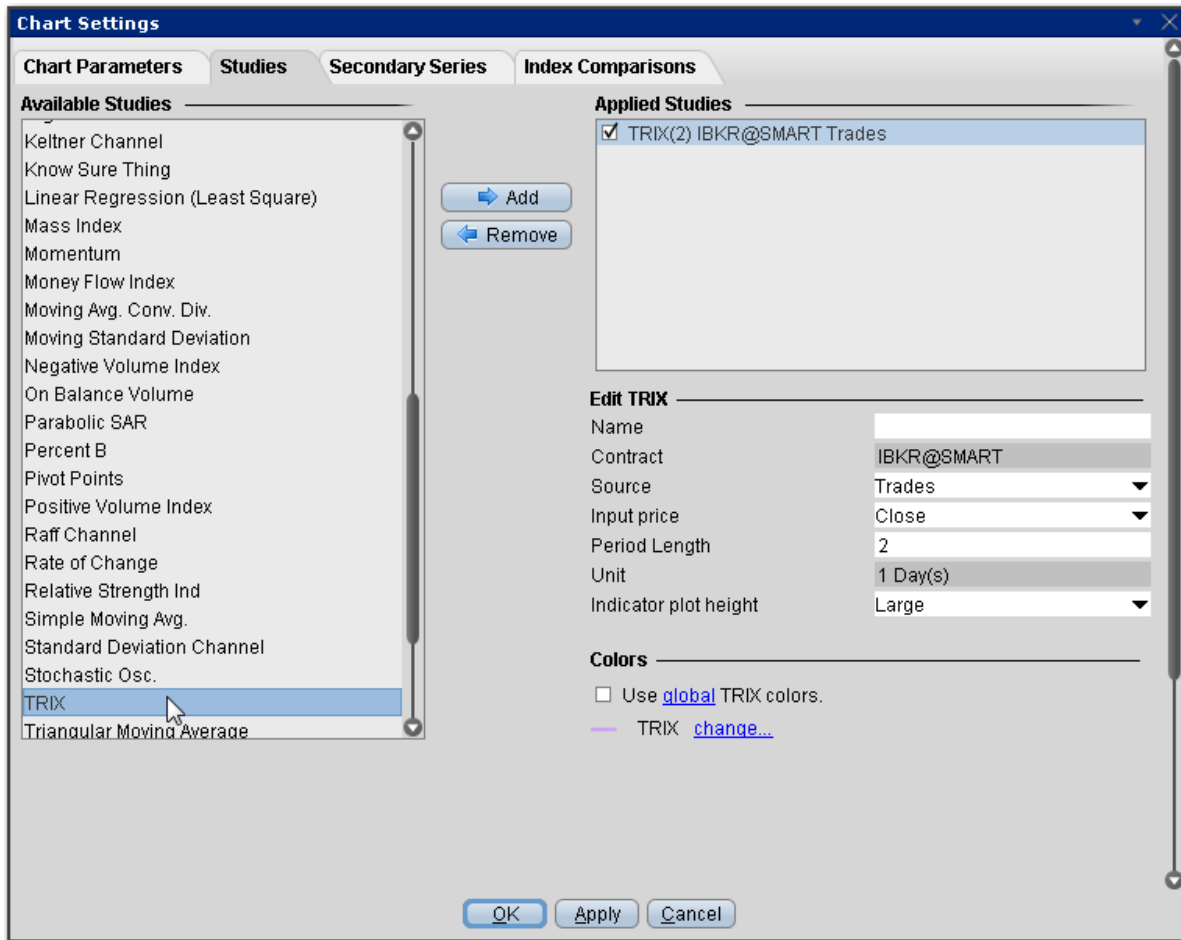 Chart Settings
Chart Parameters
Studies
Secondary Series
Index Comparisons
Available Studies
Keltner Channel
Know Sure Thing
Linear Regression (Least Square)
Mass Index
Momentum
Money Flow Index
Moving Avg. Conv. Div.
Moving Standard Deviation
Negative Volume Index
On Balance Volume
Parabolic SAR
Percent B
Pivot Points
Positive Volume Index
Raff Channel
Rate of Change
Relative Strength Ind
Simple Moving Avg.
Standard Deviation Channel
Stochastic Osc.
TRIX
Triangular Moving Average
Add
Remove
Applied Studies
TRIX(2) IBKR@SMART Trades
Edit TRIX
Name
Contract IBKR@SMART
Source Trades
Input price Close
Period Length 2
Unit 1 Day(s)
Indicator plot height Large
Colors
Use global TRIX colors.
TRIX change...
OK
Apply
Cancel